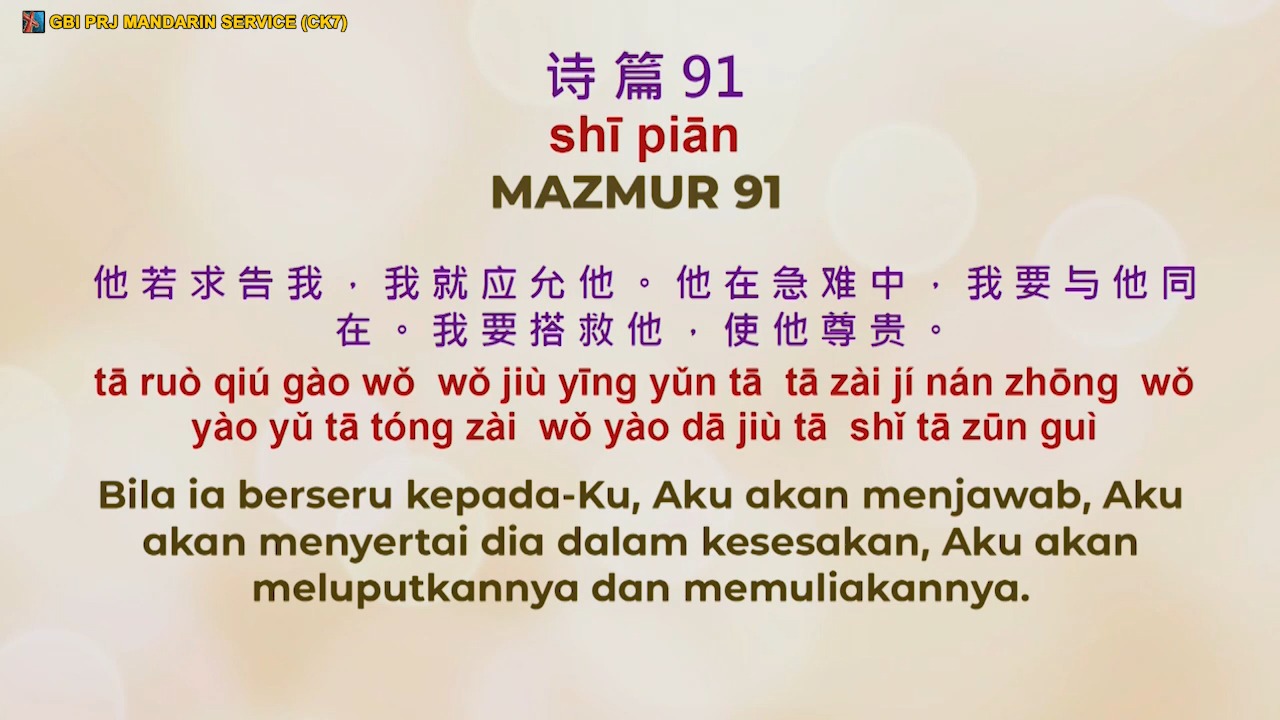 GBI PRJ MANDARIN SERVICE (CK7)
诗篇 91
shī piān
MAZMUR 91
他若求告我，我就应允他。他在急难中，我要与他同
在。我要搭救他，使他尊贵。
tā ruò qiú gào wǒ  wǒ jiù yīng yǔn tā  tā zài jí nán zhōng  wǒ
yào yǔ tā tóng zài  wǒ yào dā jiù tā  shǐ tā zūn guì
Bila ia berseru kepada-Ku, Aku akan menjawab, Aku
akan menyertai dia dalam kesesakan, Aku akan
meluputkannya dan memuliakannya.